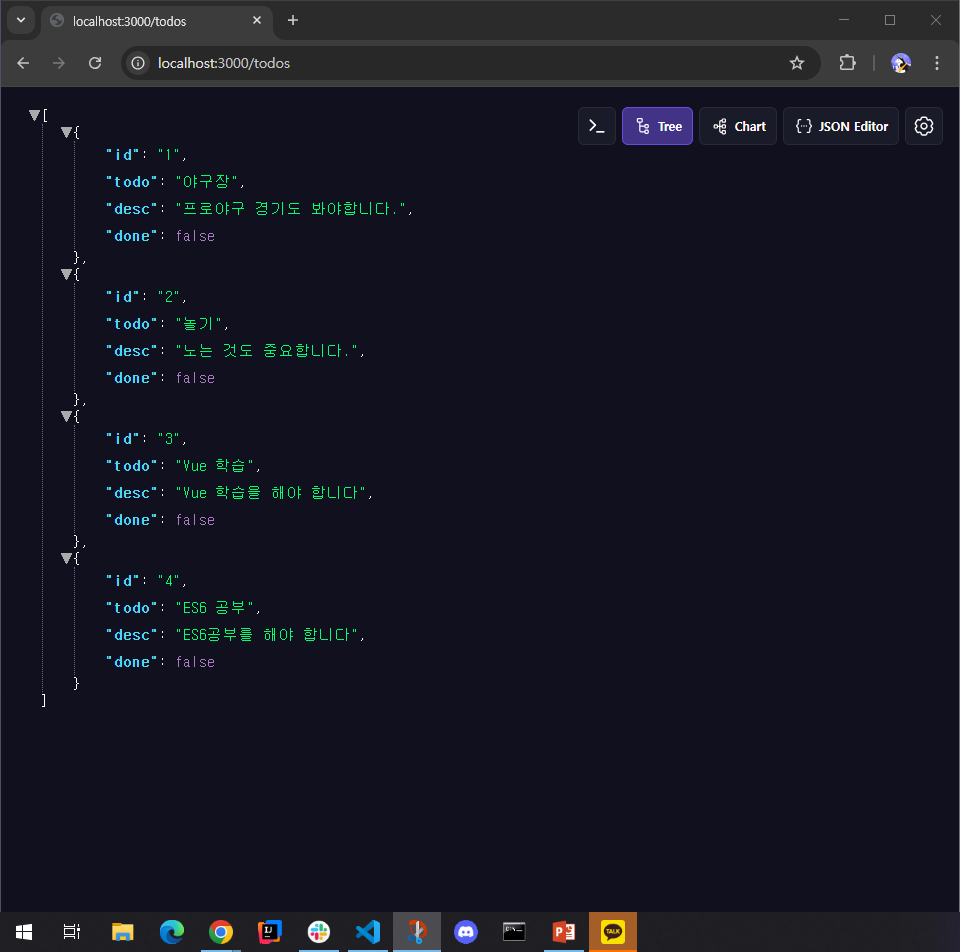 localhost:3000/todos
localhost:3000/todos
Tree
Chart
JSON Editor
[
{
"id": "1",
"todo": "야구장",
"desc": "프로야구 경기도 봐야합니다.",
"done": false
},
{
"id": "2",
"todo": "놀기",
"desc": "노는 것도 중요합니다.",
"done": false
},
{
"id": "3",
"todo": "Vue 학습",
"desc": "Vue 학습을 해야 합니다",
"done": false
},
{
"id": "4",
"todo": "ES6 공부",
"desc": "ES6공부를 해야 합니다",
"done": false
}
]
IJ
P
TALK